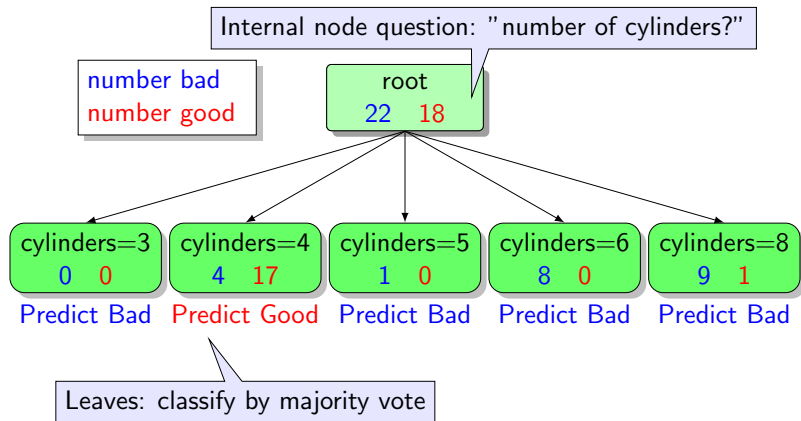 Internal node question: ”number of cylinders?”
number bad
number good
root
22 18
cylinders=3
0 0
Predict Bad
cylinders=4
4 17
Predict Good
cylinders=5
1 0
Predict Bad
cylinders=6
8 0
Predict Bad
cylinders=8
9 1
Predict Bad
Leaves: classify by majority vote